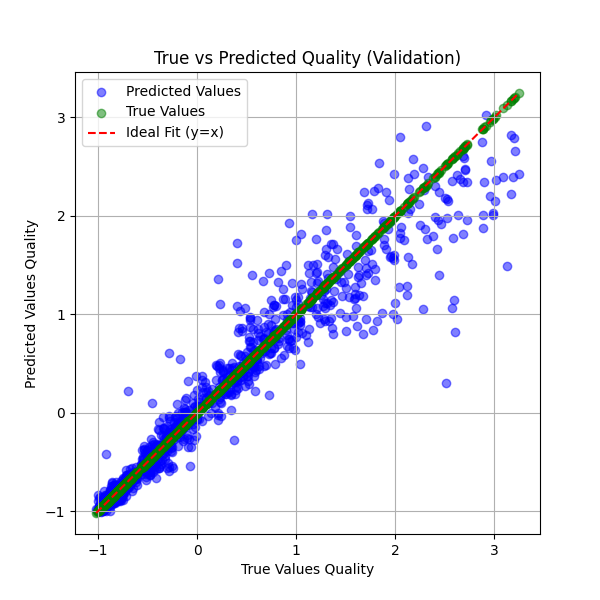 True vs Predicted Quality (Validation)
Predicted Values
True Values
Ideal Fit (y=x)
Predicted Values Quality
3
2
1
0
−1
−1
0
1
2
3
True Values Quality